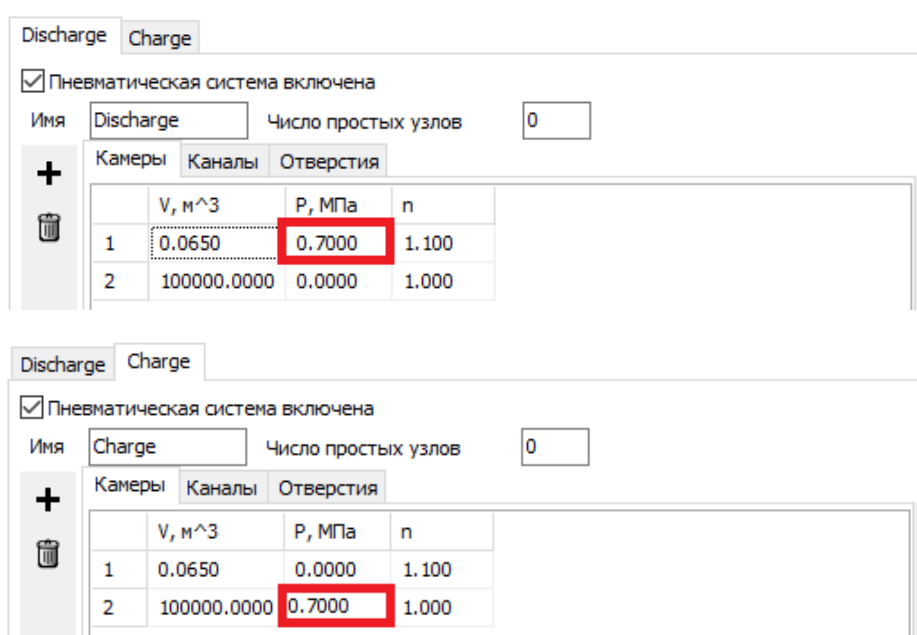 Discharge Charge
Пневматическая система включена
Имя Discharge Число простых узлов 0
Камеры Каналы Отверстия
V, м^3 P, МПа n
1 0.0650 0.7000 1.100
2 100000.0000 0.0000 1.000
Discharge Charge
Пневматическая система включена
Имя Charge Число простых узлов 0
Камеры Каналы Отверстия
V, м^3 P, МПа n
1 0.0650 0.0000 1.100
2 100000.0000 0.7000 1.000